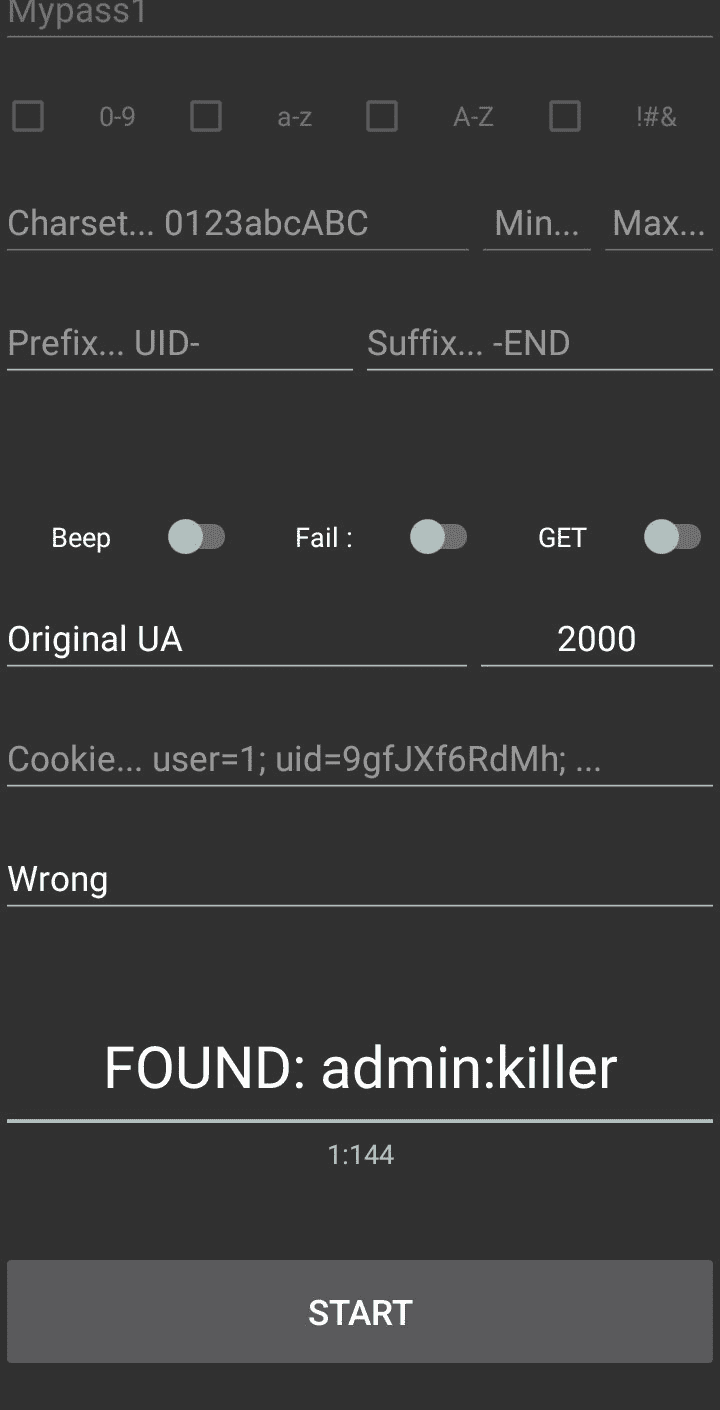 Mypass1
0-9 a-z A-Z !#&
Charset... 0123abcABC Min... Max...
Prefix... UID- Suffix... -END
Beep Fail : GET
Original UA 2000
Cookie... user=1; uid=9gfJXf6RdMh; ...
Wrong
FOUND: admin:killer
1:144
START